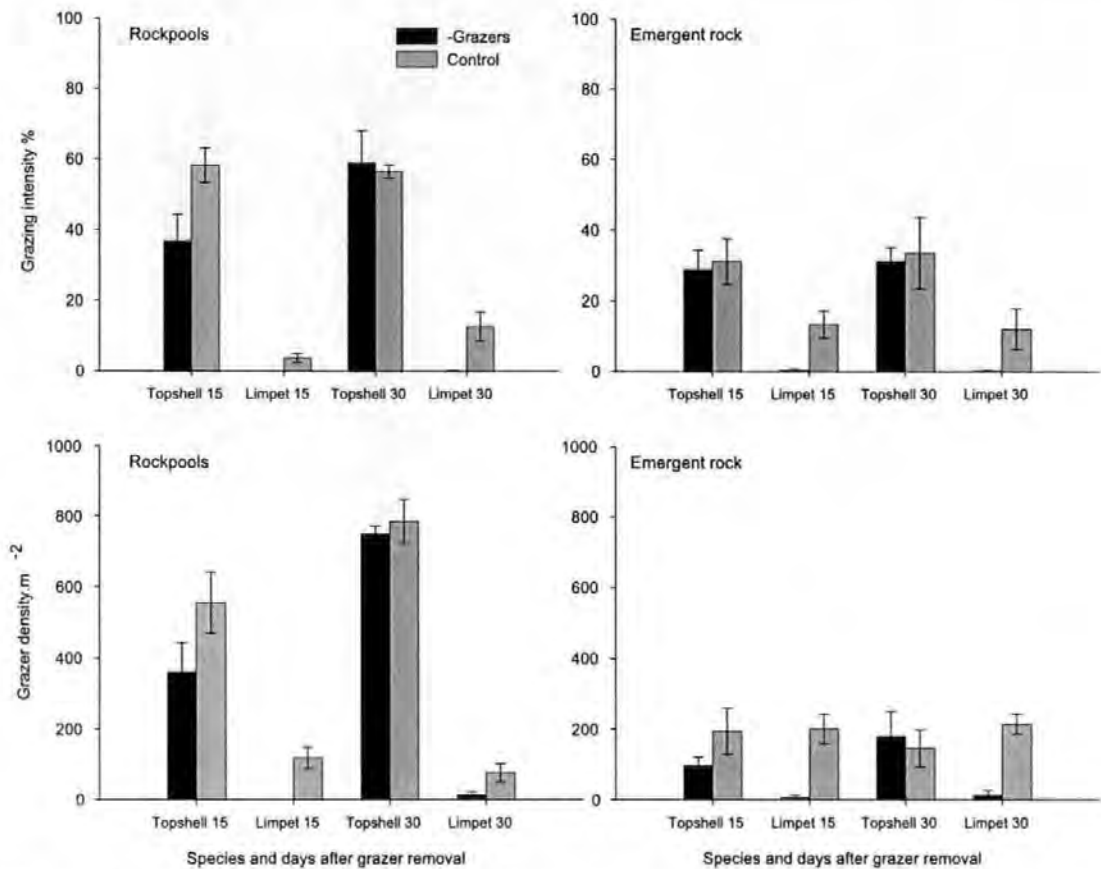 Rockpools
-Grazers
Control
Grazing intensity %
100
80
60
40
20
0
Topshell 15 Limpet 15 Topshell 30 Limpet 30
Emergent rock
100
80
60
40
20
0
Topshell 15 Limpet 15 Topshell 30 Limpet 30
Rockpools
Grazer density.m -2
1000
800
600
400
200
0
Topshell 15 Limpet 15 Topshell 30 Limpet 30
Species and days after grazer removal
Emergent rock
1000
800
600
400
200
0
Topshell 15 Limpet 15 Topshell 30 Limpet 30
Species and days after grazer removal